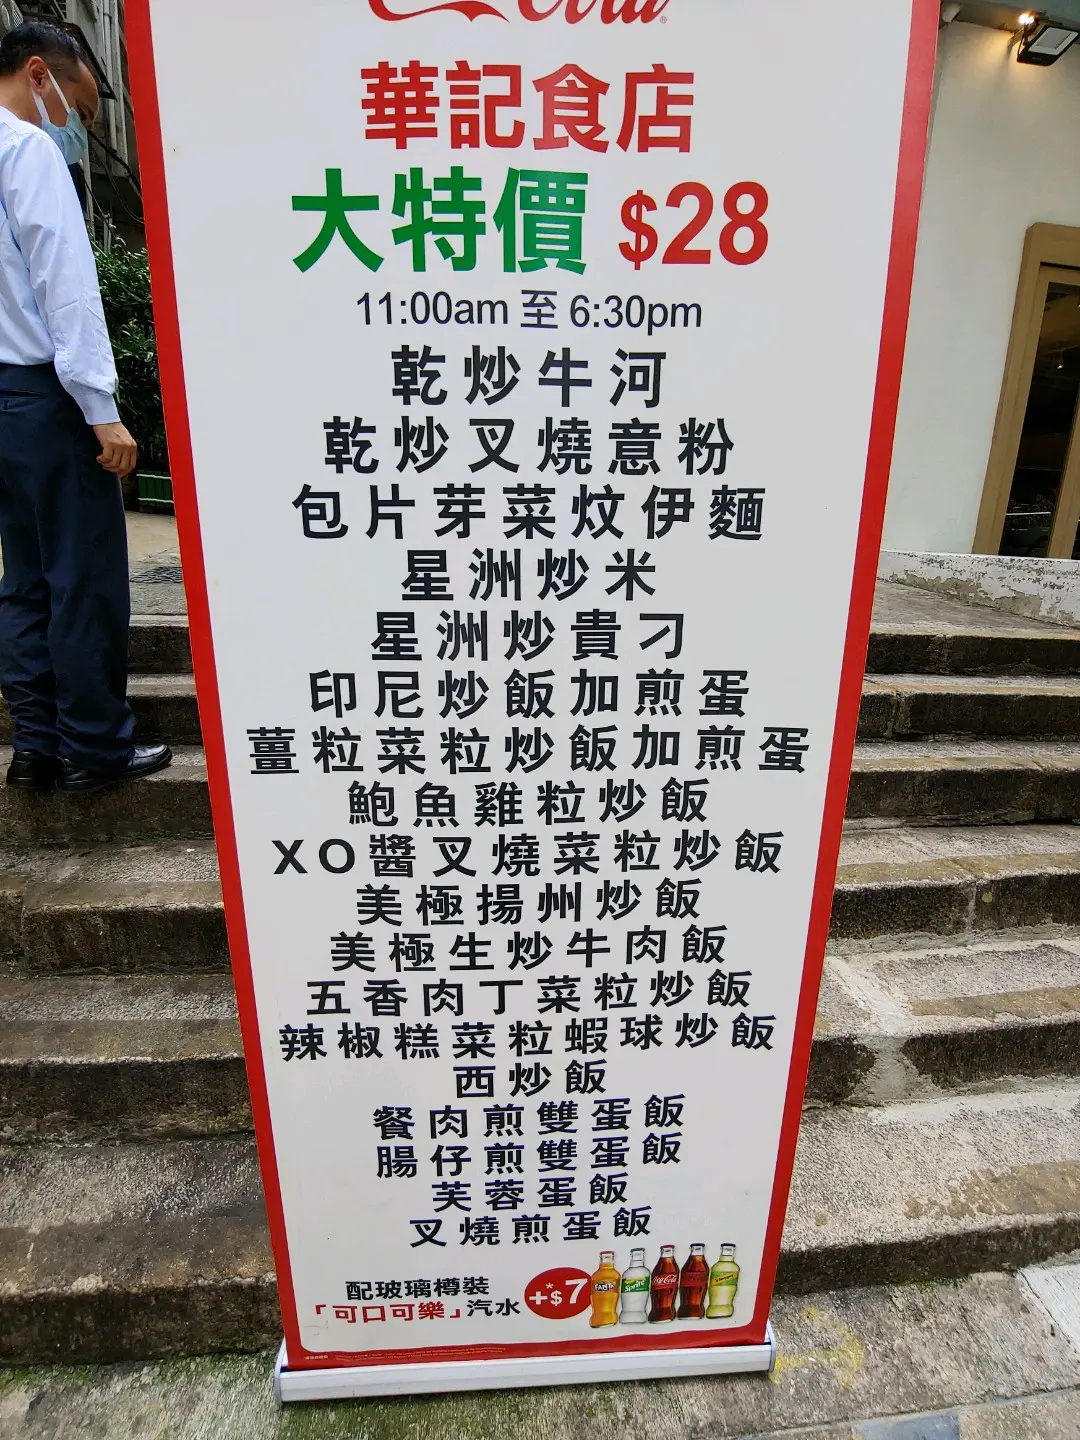 Cola
華記食店
大特價 $28
11:00am 至 6:30pm
乾炒牛河
乾炒叉燒意粉
包片芽菜炆伊麵
星洲炒米
星洲炒貴刁
印尼炒飯加煎蛋
薑粒菜粒炒飯加煎蛋
鮑魚雞粒炒飯
XO醬叉燒菜粒炒飯
美極揚州炒飯
美極生炒牛肉飯
五香肉丁菜粒炒飯
辣椒糕菜粒蝦球炒飯
西炒飯
餐肉煎雙蛋飯
腸仔煎雙蛋飯
芙蓉蛋飯
叉燒煎蛋飯
配玻璃樽裝
「可口可樂」汽水
+$7*
FANTA Sprite Coca-Cola